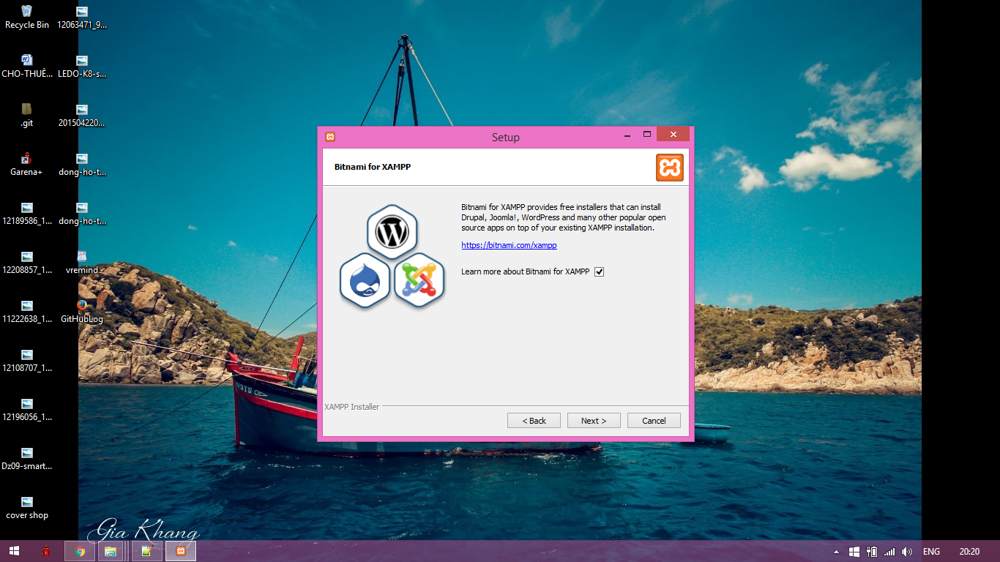 Recycle Bin
12063471_9...
CHO-THUÊ...
LEDO-K8-s...
.git
201504220...
Garena+
dong-ho-t...
12189586_1...
dong-ho-t...
12208857_1...
vremind
11222638_1...
GitHubLog
12108707_1...
12196056_1...
Dz09-smart...
cover shop
Setup
Bitnami for XAMPP
Bitnami for XAMPP provides free installers that can install
Drupal, Joomla!, WordPress and many other popular open
source apps on top of your existing XAMPP installation.
https://bitnami.com/xampp
Learn more about Bitnami for XAMPP
XAMPP Installer
< Back
Next >
Cancel
Gia Khang
ENG
20:20